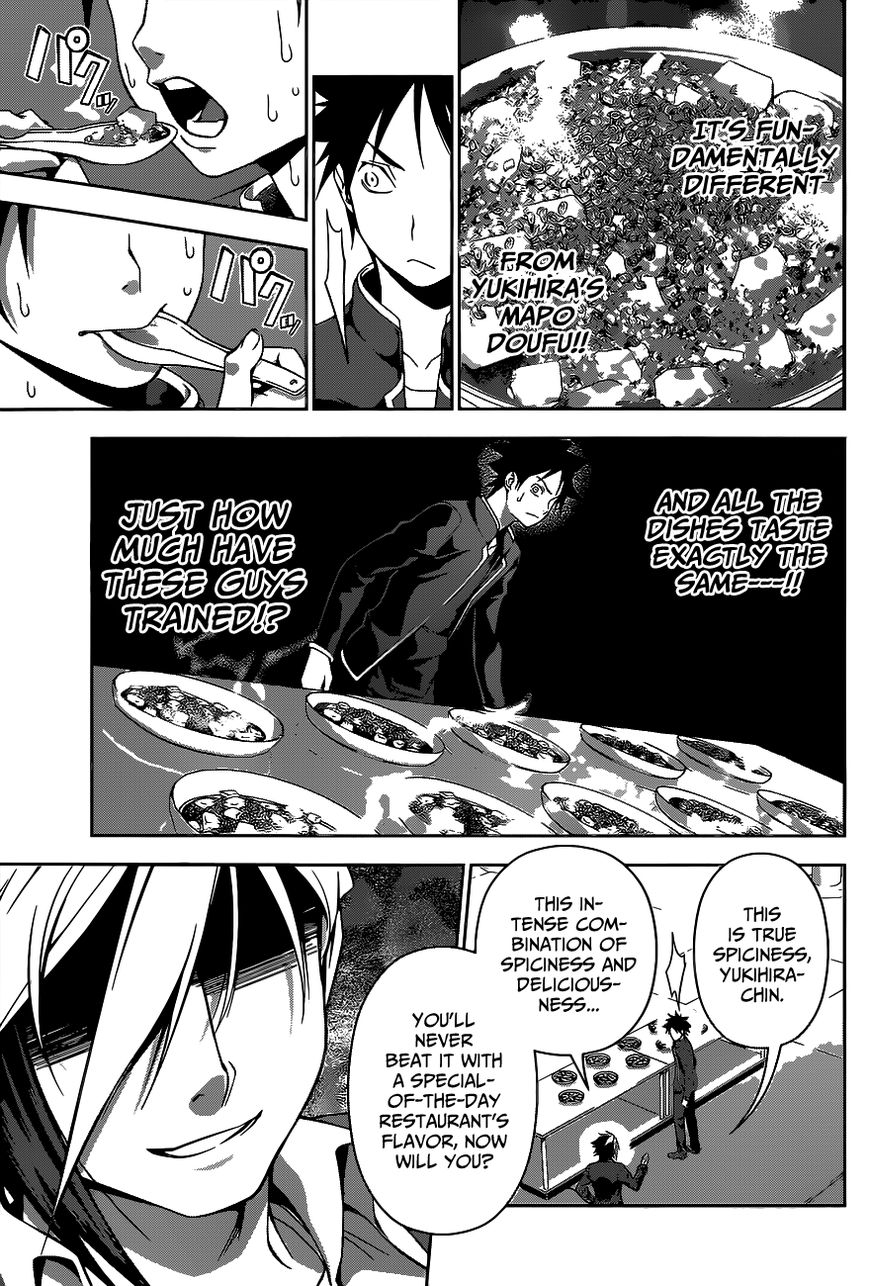 IT'S FUN-
DAMENTALLY
DIFFERENT
FROM
YUKIHIRA'S
MAPO
DOUFU!!
パクッ
パクッ
AND ALL THE
DISHES TASTE
EXACTLY THE
SAME---!!
JUST HOW
MUCH HAVE
THESE GUYS
TRAINED!?
THIS
IS TRUE
SPICINESS,
YUKIHIRA-
CHIN.
THIS IN-
TENSE COM-
BINATION OF
SPICINESS AND
DELICIOUS-
NESS...
YOU'LL
NEVER
BEAT IT WITH
A SPECIAL-
OF-THE-DAY
RESTAURANT'S
FLAVOR, NOW
WILL YOU?